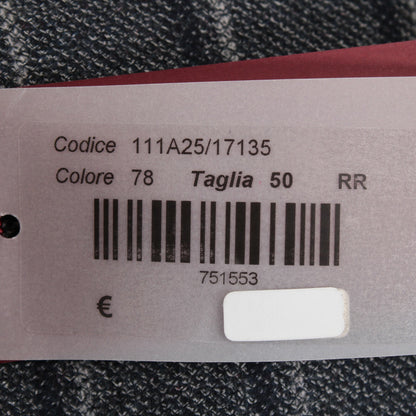 Codice 111A25/17135
Colore 78 Taglia 50 RR
751553
€